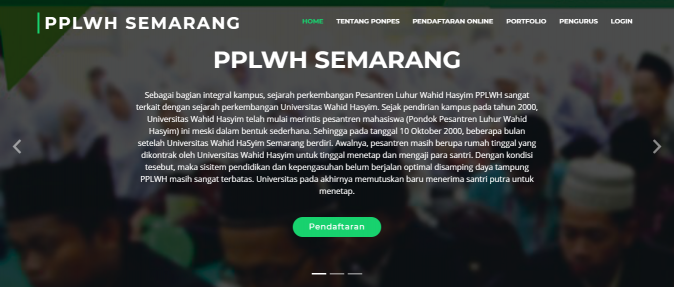 PPLWH SEMARANG
HOME TENTANG PONPES PENDAFTARAN ONLINE PORTFOLIO PENGURUS LOGIN
PPLWH SEMARANG
Sebagai bagian integral kampus, sejarah perkembangan Pesantren Luhur Wahid Hasyim PPLWH sangat
terkait dengan sejarah perkembangan Universitas Wahid Hasyim. Sejak pendirian kampus pada tahun 2000,
Universitas Wahid Hasyim telah mulai merintis pesantren mahasiswa (Pondok Pesantren Luhur Wahid
Hasyim) ini meski dalam bentuk sederhana. Sehingga pada tanggal 10 Oktober 2000, beberapa bulan
setelah Universitas Wahid HaSyim Semarang berdiri. Awalnya, pesantren masih berupa rumah tinggal yang
dikontrak oleh Universitas Wahid Hasyim untuk tinggal menetap dan mengaji para santri. Dengan kondisi
tesebut, maka sisitem pendidikan dan kepengasuhan belum berjalan optimal disamping daya tampung
PPLWH masih sangat terbatas. Universitas pada akhirnya memutuskan baru menerima santri putra untuk
menetap.
Pendaftaran